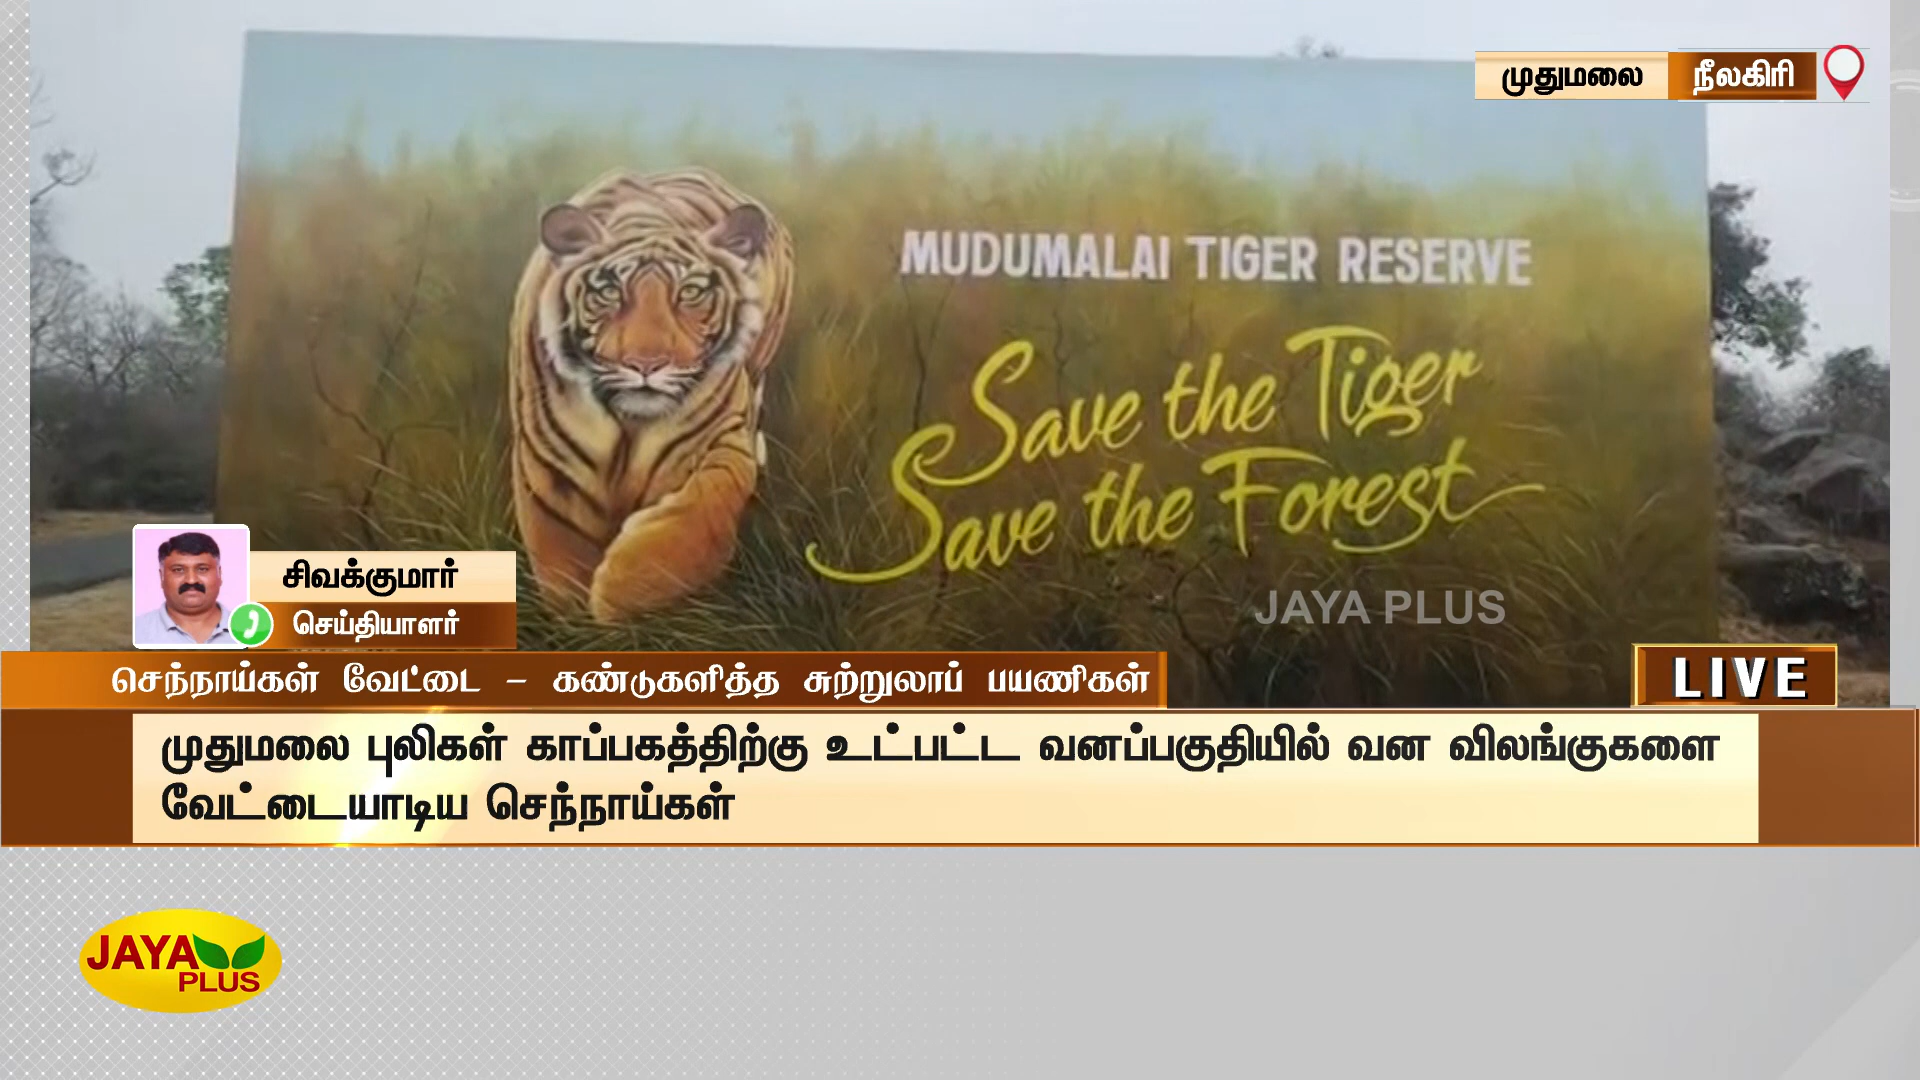 முதுமலை நீலகிரி
MUDUMALAI TIGER RESERVE
Save the Tiger
Save the Forest
JAYA PLUS
சிவக்குமார்
செய்தியாளர்
செந்நாய்கள் வேட்டை – கண்டுகளித்த சுற்றுலாப் பயணிகள்
LIVE
முதுமலை புலிகள் காப்பகத்திற்கு உட்பட்ட வனப்பகுதியில் வன விலங்குகளை
வேட்டையாடிய செந்நாய்கள்
JAYA
PLUS